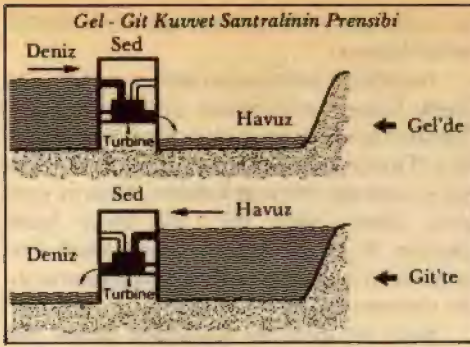 Gel - Git Kuvvet Santralinin Prensibi
Deniz
Sed
Havuz
Turbine
Gel'de
Sed
Havuz
Deniz
Turbine
Git'te